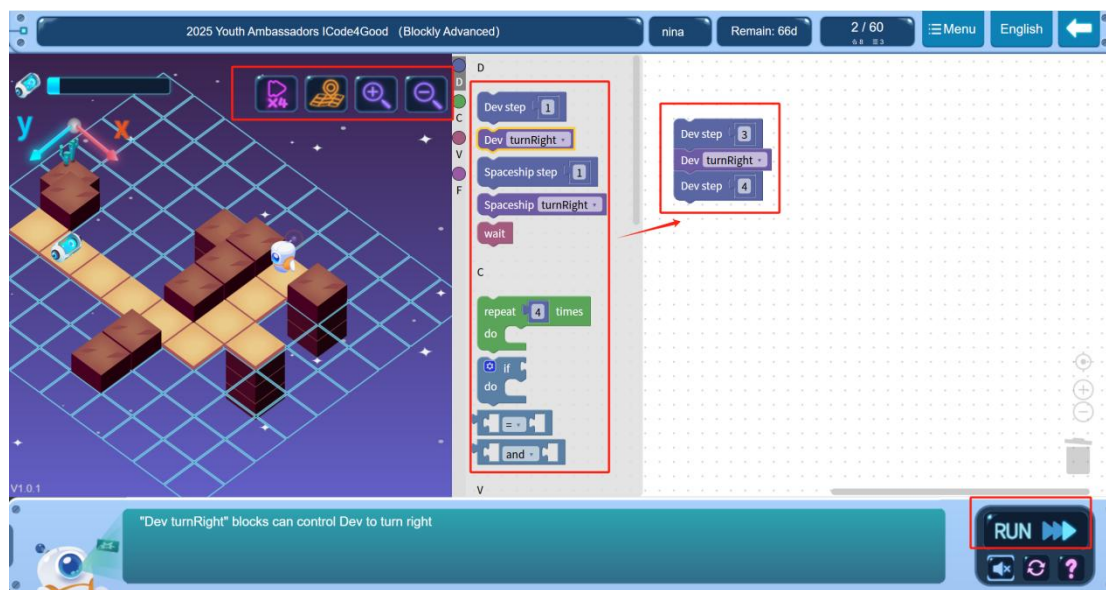 2025 Youth Ambassadors ICode4Good (Blockly Advanced)
nina
Remain: 66d
2 / 60
Menu
English
X4
y
x
D
C
V
F
D
Dev step 1
Dev turnRight
Spaceship step 1
Spaceship turnRight
wait
C
repeat 4 times
do
if
do
=
and
V
Dev step 3
Dev turnRight
Dev step 4
V1.0.1
"Dev turnRight" blocks can control Dev to turn right
RUN
?